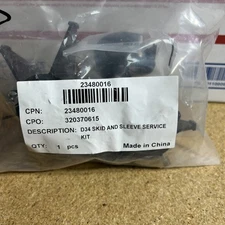 23480016
CPN: 23480016
CPO: 320370615
DESCRIPTION: D34 SKID AND SLEEVE SERVICE
KIT
QTY: 1 pcs Made in China